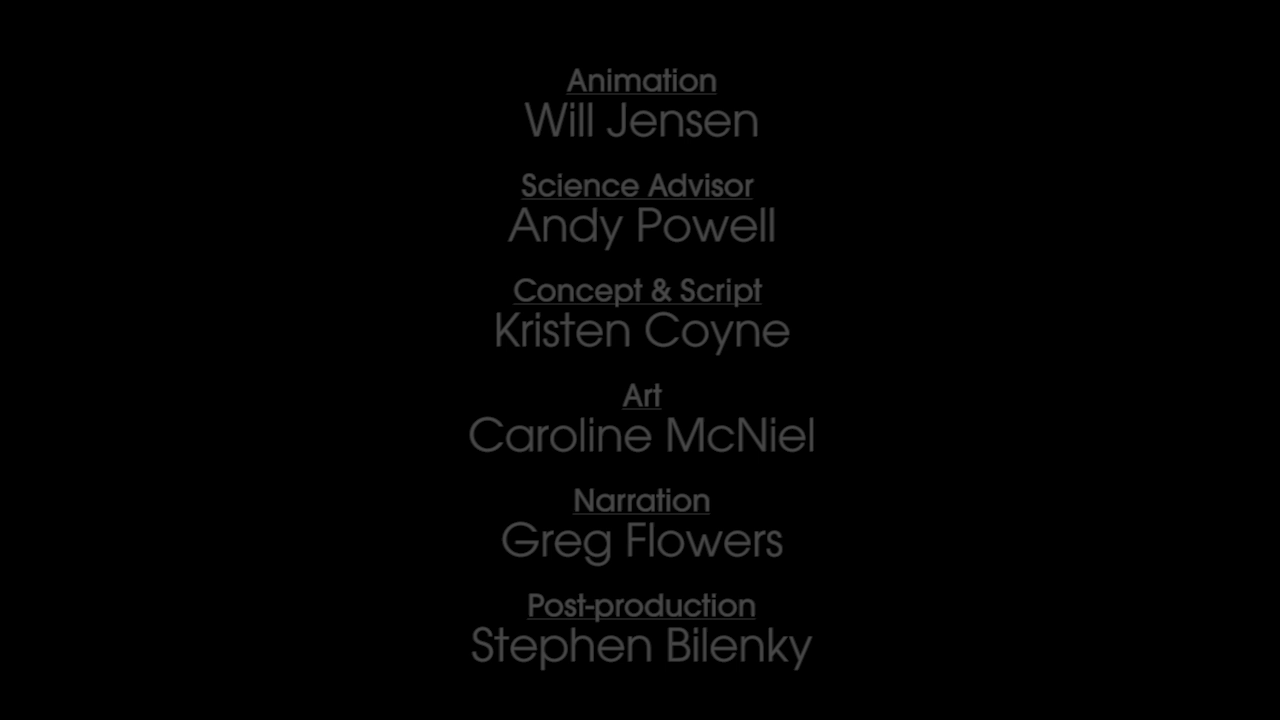 Animation
Will Jensen
Science Advisor
Andy Powell
Concept & Script
Kristen Coyne
Art
Caroline McNiel
Narration
Greg Flowers
Post-production
Stephen Bilenky